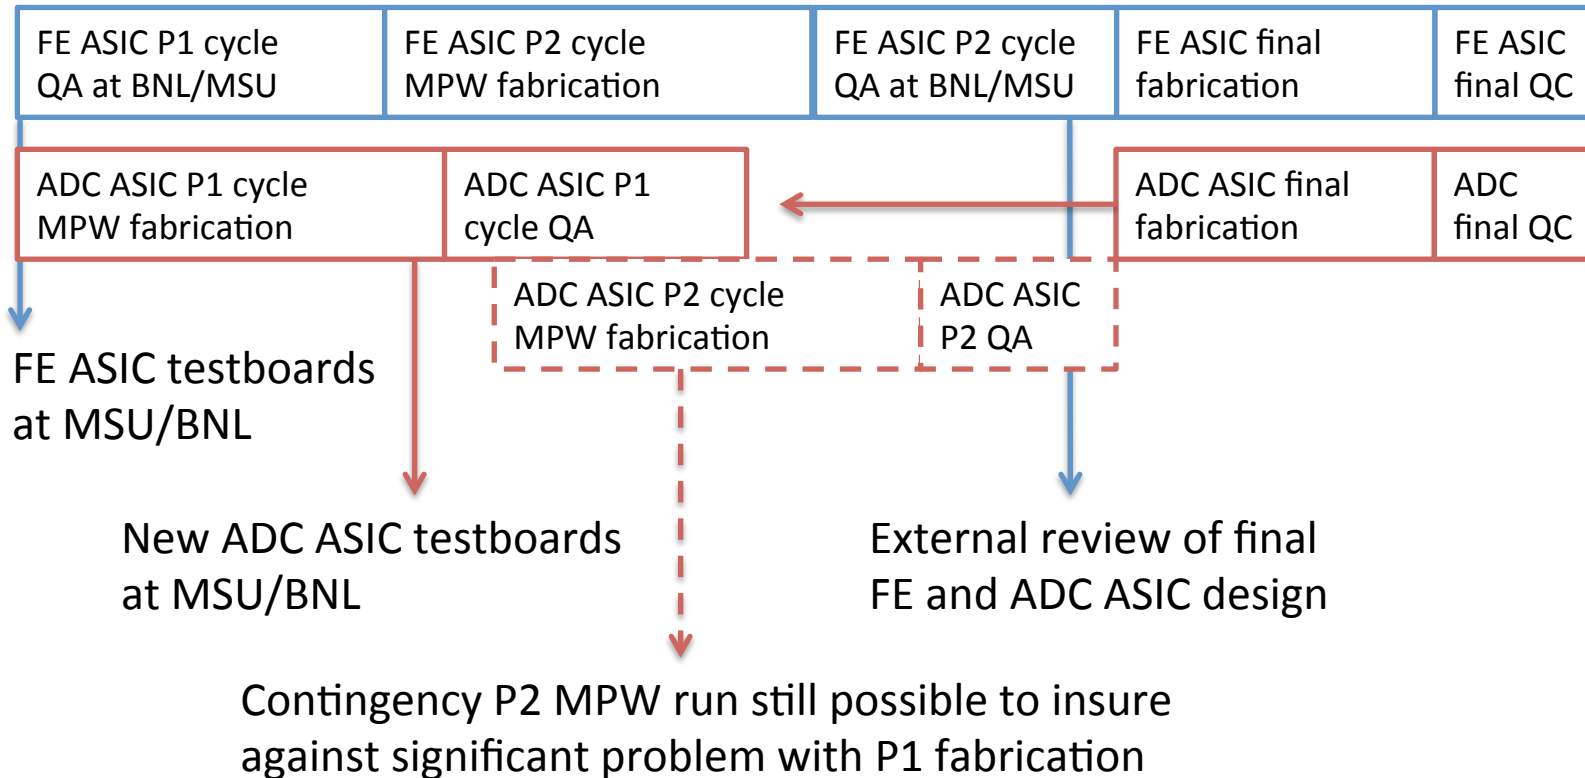 FE ASIC P1 cycle
QA at BNL/MSU
FE ASIC P2 cycle
MPW fabrication
FE ASIC P2 cycle
QA at BNL/MSU
FE ASIC final
fabrication
FE ASIC
final QC
ADC ASIC P1 cycle
MPW fabrication
ADC ASIC P1
cycle QA
ADC ASIC final
fabrication
ADC
final QC
ADC ASIC P2 cycle
MPW fabrication
ADC ASIC
P2 QA
FE ASIC testboards
at MSU/BNL
New ADC ASIC testboards
at MSU/BNL
External review of final
FE and ADC ASIC design
Contingency P2 MPW run still possible to insure
against significant problem with P1 fabrication